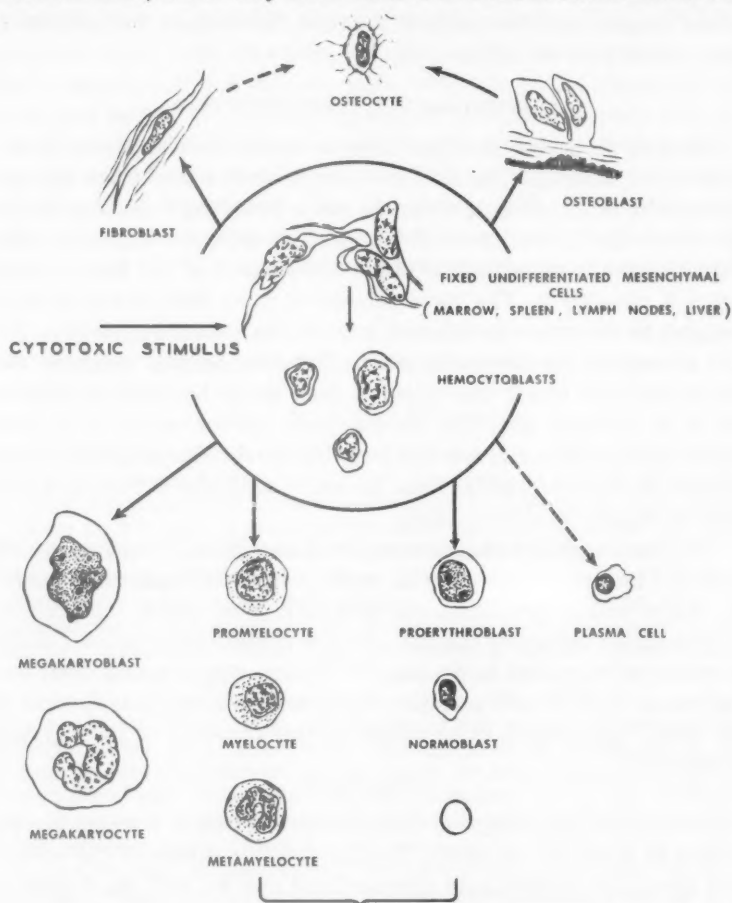 OSTEOCYTE
FIBROBLAST
OSTEOBLAST
FIXED UNDIFFERENTIATED MESENCHYMAL
CELLS
(MARROW, SPLEEN, LYMPH NODES, LIVER)
CYTOTOXIC STIMULUS
HEMOCYTOBLASTS
MEGAKARYOBLAST
PROMYELOCYTE
PROERYTHROBLAST
PLASMA CELL
MYELOCYTE
NORMOBLAST
MEGAKARYOCYTE
METAMYELOCYTE